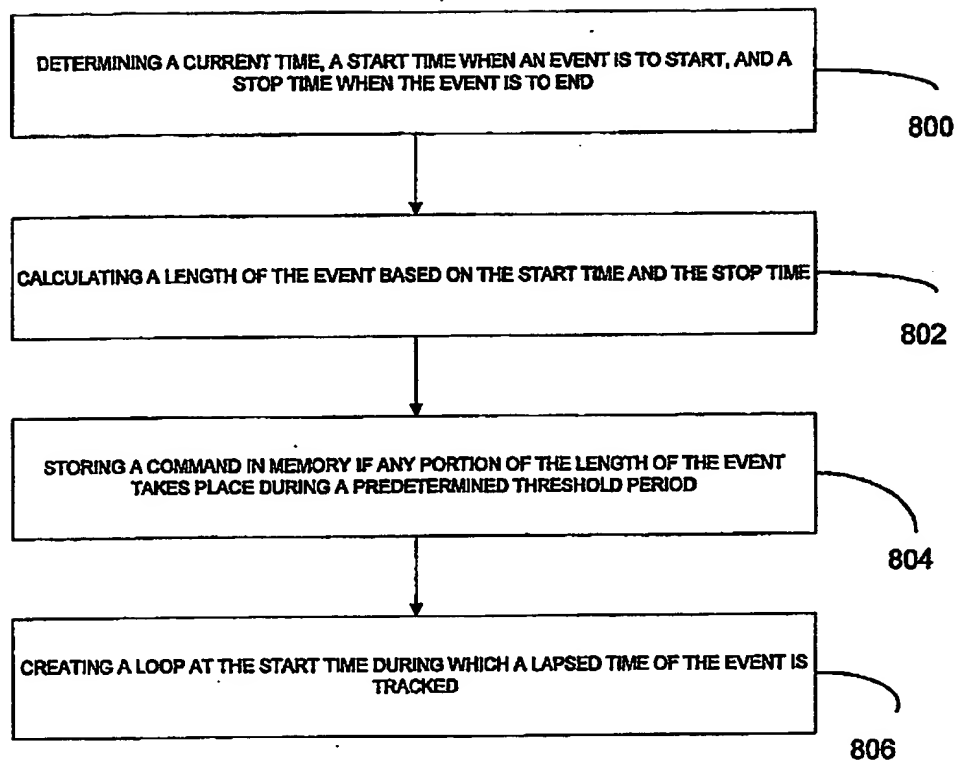 DETERMINING A CURRENT TIME, A START TIME WHEN AN EVENT IS TO START, AND A
STOP TIME WHEN THE EVENT IS TO END
800
CALCULATING A LENGTH OF THE EVENT BASED ON THE START TIME AND THE STOP TIME
802
STORING A COMMAND IN MEMORY IF ANY PORTION OF THE LENGTH OF THE EVENT
TAKES PLACE DURING A PREDETERMINED THRESHOLD PERIOD
804
CREATING A LOOP AT THE START TIME DURING WHICH A LAPSED TIME OF THE EVENT IS
TRACKED
806